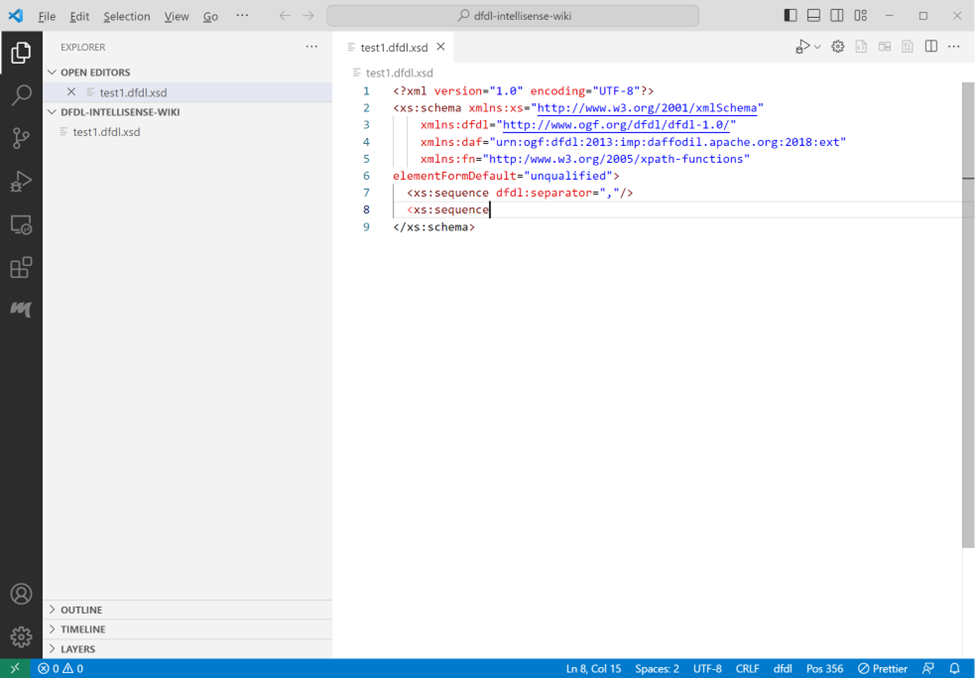 File Edit Selection View Go ··· dfdl-intellisense-wiki
EXPLORER ···
OPEN EDITORS
test1.dfdl.xsd
DFDL-INTELLISENSE-WIKI
test1.dfdl.xsd
OUTLINE
TIMELINE
LAYERS
test1.dfdl.xsd
test1.dfdl.xsd
1 <?xml version="1.0" encoding="UTF-8"?>
2 <xs:schema xmlns:xs="http://www.w3.org/2001/xmlSchema"
3 xmlns:dfdl="http://www.ogf.org/dfdl/dfdl-1.0/"
4 xmlns:daf="urn:ogf:dfdl:2013:imp:daffodil.apache.org:2018:ext"
5 xmlns:fn="http:/www.w3.org/2005/xpath-functions"
6 elementFormDefault="unqualified">
7 <xs:sequence dfdl:separator=","/>
8 <xs:sequence
9 </xs:schema>
0 0 Ln 8, Col 15 Spaces: 2 UTF-8 CRLF dfdl Pos 356 Prettier